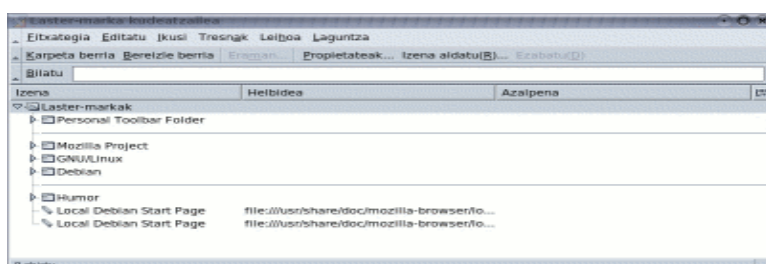 Laster-marka kudeatzailea
Fitxategia Editatu Ikusi Tresnak Leihoa Laguntza
Karpeta berria Bereizle berria Eraman... Propietateak... Izena aldatu(R)... Ezabatu(D)
Bilatu
Izena Helbidea Azalpena
Laster-markak
Personal Toolbar Folder
Mozilla Project
GNU/Linux
Debian
Humor
Local Debian Start Page file:///usr/share/doc/mozilla-browser/lo...
Local Debian Start Page file:///usr/share/doc/mozilla-browser/lo...